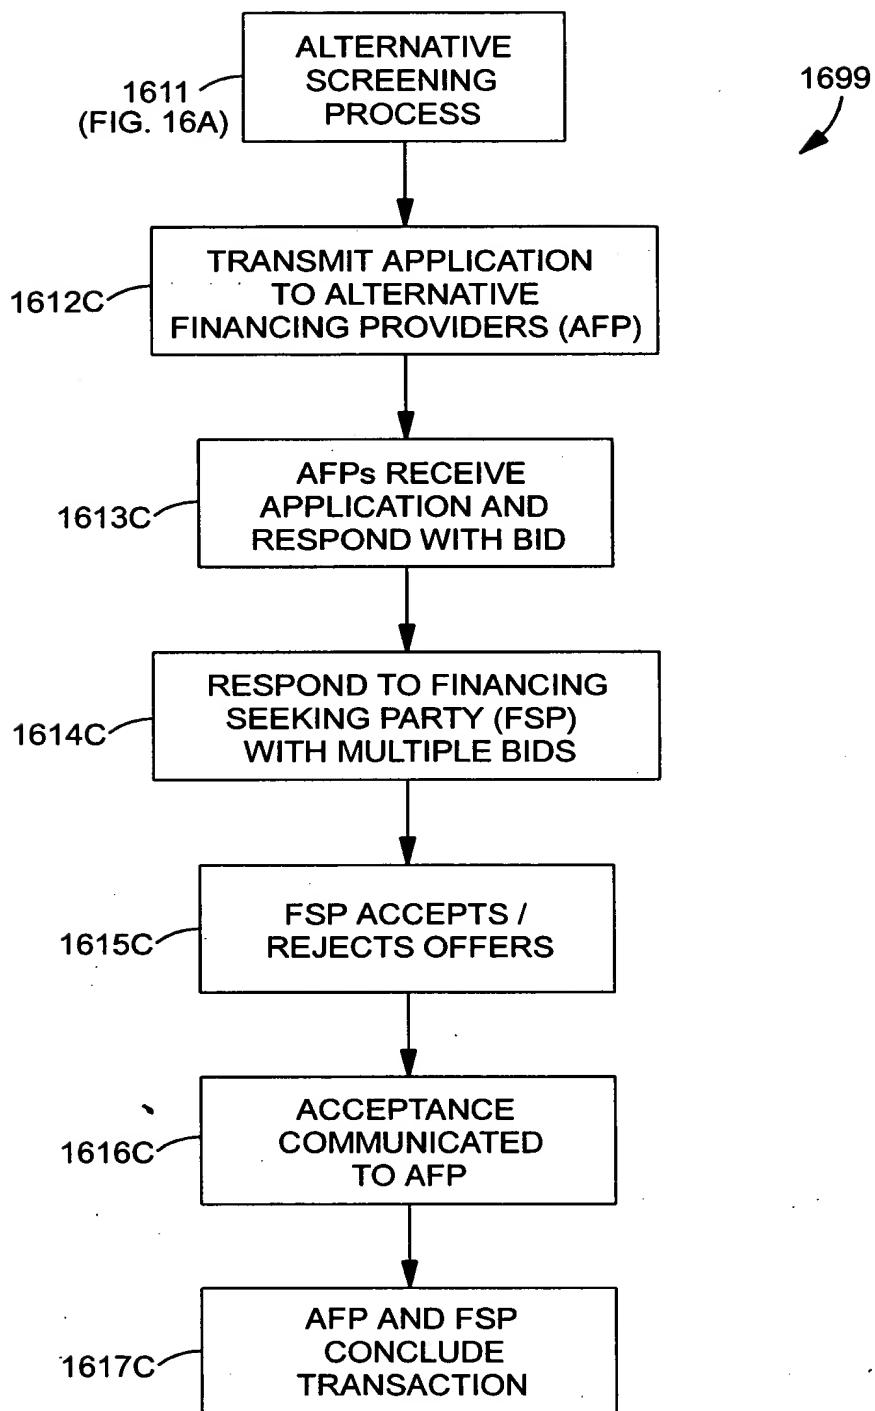 ALTERNATIVE
SCREENING
PROCESS
1611
(FIG. 16A)
1699
TRANSMIT APPLICATION
TO ALTERNATIVE
FINANCING PROVIDERS (AFP)
1612C
AFPs RECEIVE
APPLICATION AND
RESPOND WITH BID
1613C
RESPOND TO FINANCING
SEEKING PARTY (FSP)
WITH MULTIPLE BIDS
1614C
FSP ACCEPTS /
REJECTS OFFERS
1615C
ACCEPTANCE
COMMUNICATED
TO AFP
1616C
AFP AND FSP
CONCLUDE
TRANSACTION
1617C